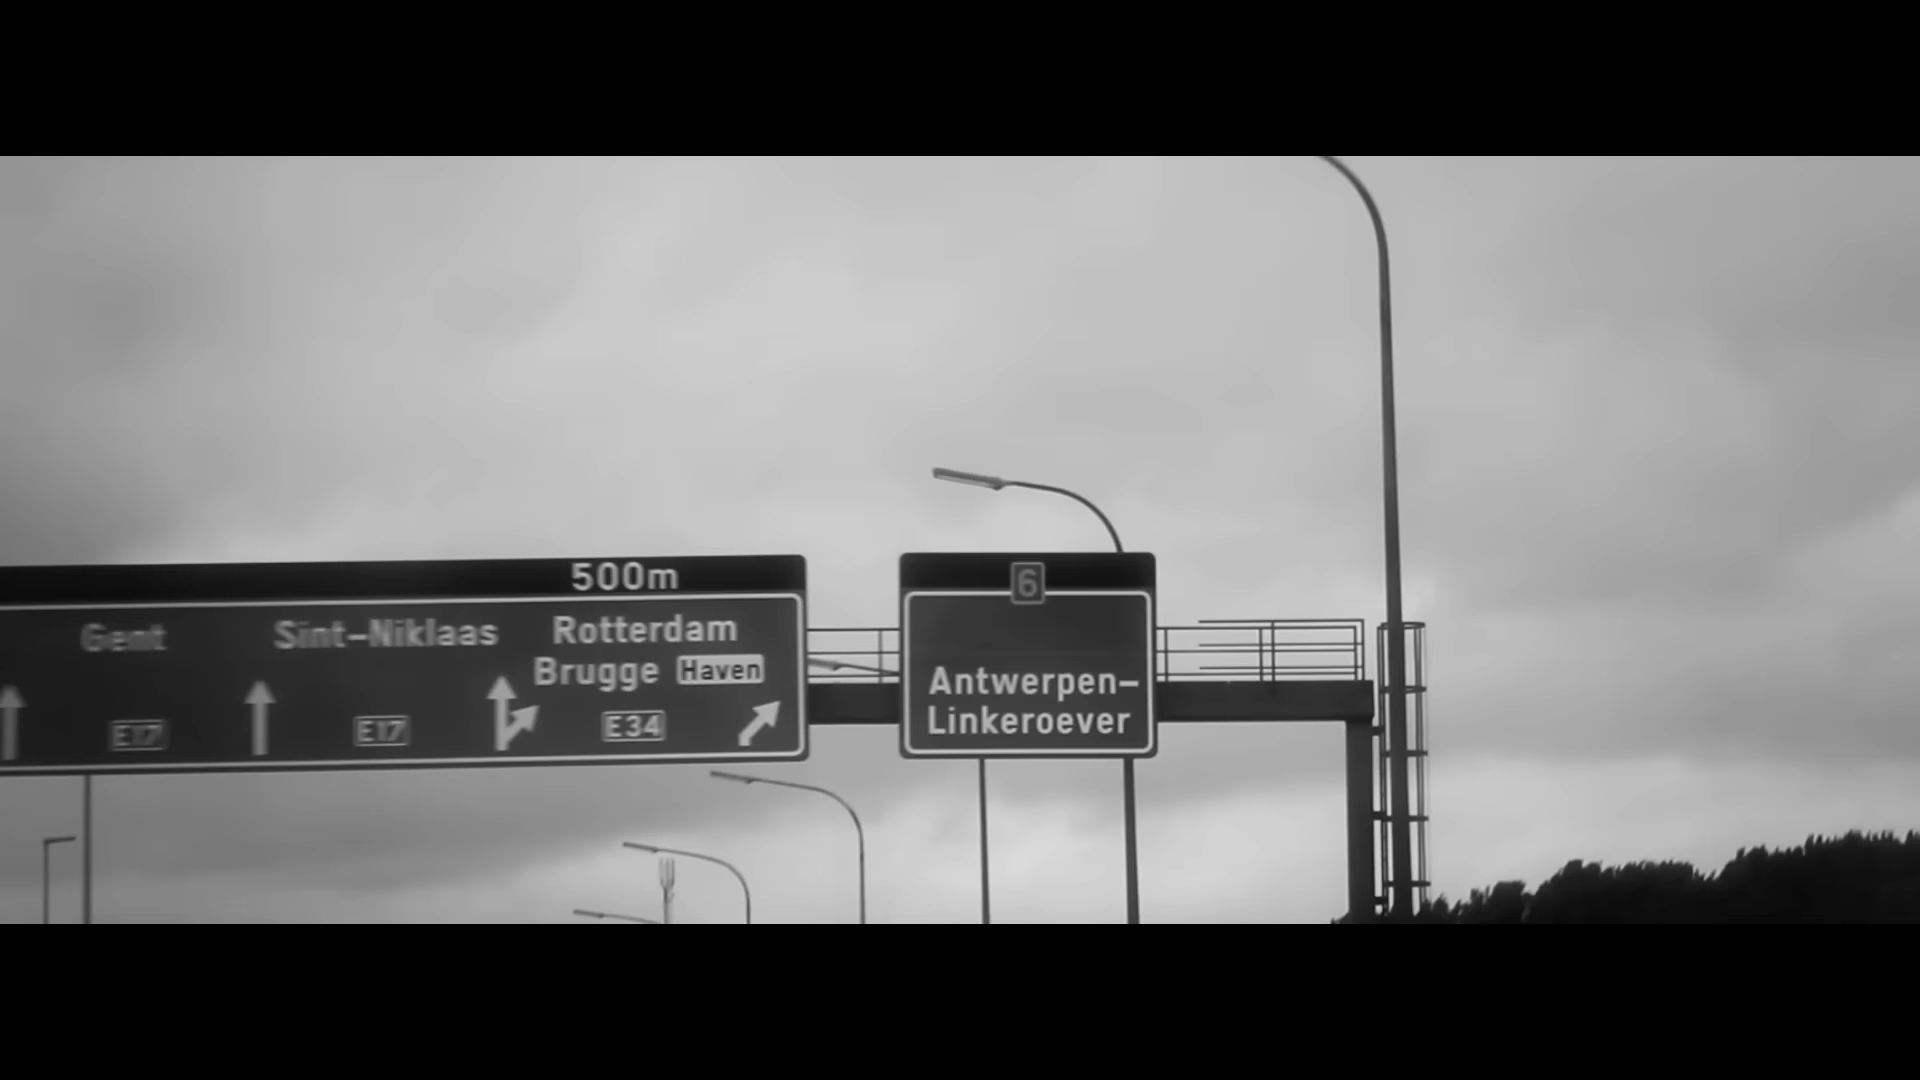 500m
Gent
Sint-Niklaas
Rotterdam
Brugge Haven
E17
E17
E34
6
Antwerpen-
Linkeroever